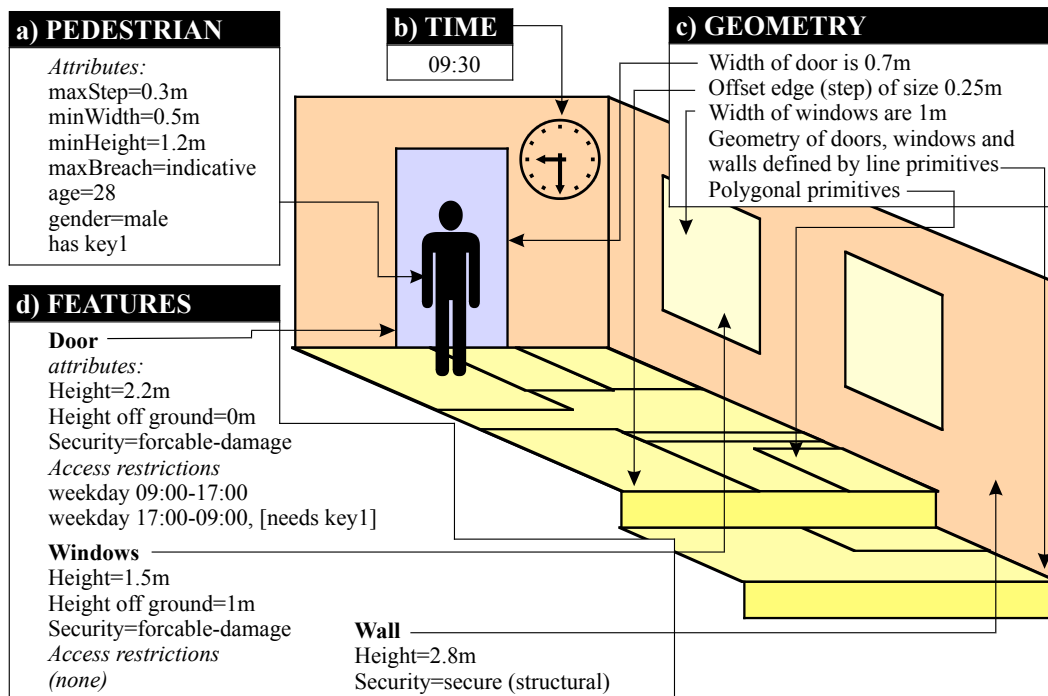 a) PEDESTRIAN
Attributes:
maxStep=0.3m
minWidth=0.5m
minHeight=1.2m
maxBreach=indicative
age=28
gender=male
has key1
b) TIME
09:30
c) GEOMETRY
Width of door is 0.7m
Offset edge (step) of size 0.25m
Width of windows are 1m
Geometry of doors, windows and
walls defined by line primitives
Polygonal primitives
d) FEATURES
Door
attributes:
Height=2.2m
Height off ground=0m
Security=forcable-damage
Access restrictions
weekday 09:00-17:00
weekday 17:00-09:00, [needs key1]
Windows
Height=1.5m
Height off ground=1m
Security=forcable-damage
Access restrictions
(none)
Wall
Height=2.8m
Security=secure (structural)